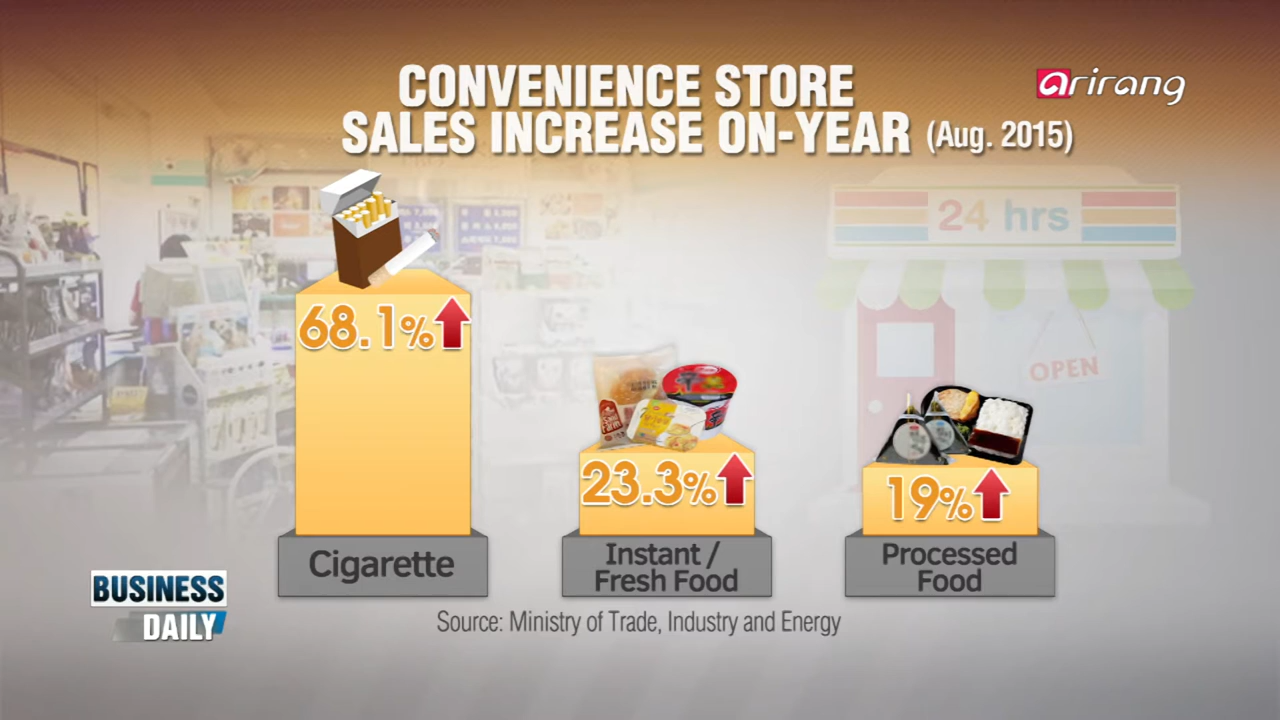 CONVENIENCE STORE
SALES INCREASE ON-YEAR (Aug. 2015)
arirang
24 hrs
OPEN
68.1%
23.3%
19%
Cigarette
Instant /
Fresh Food
Processed
Food
BUSINESS
DAILY
Source: Ministry of Trade, Industry and Energy